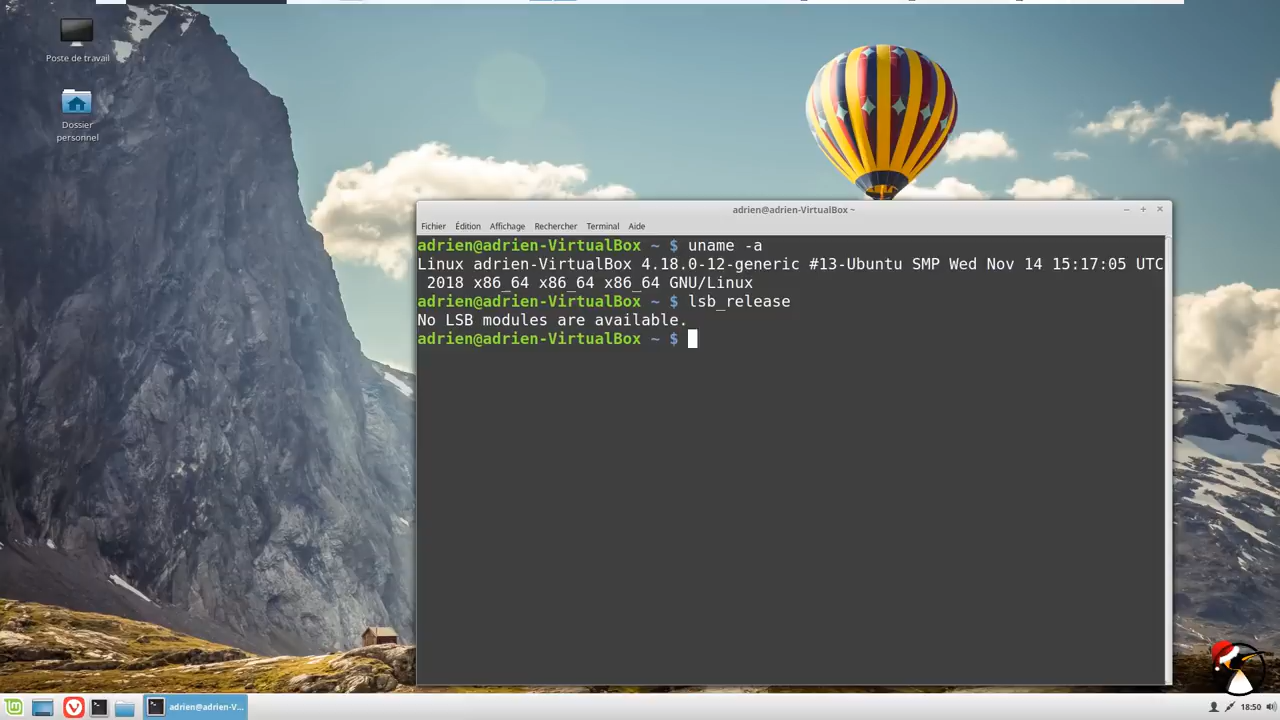 Poste de travail
Dossier
personnel
adrien@adrien-VirtualBox ~
Fichier Édition Affichage Rechercher Terminal Aide
adrien@adrien-VirtualBox ~ $ uname -a
Linux adrien-VirtualBox 4.18.0-12-generic #13-Ubuntu SMP Wed Nov 14 15:17:05 UTC
2018 x86_64 x86_64 x86_64 GNU/Linux
adrien@adrien-VirtualBox ~ $ lsb_release
No LSB modules are available.
adrien@adrien-VirtualBox ~ $
adrien@adrien-V...
18:50